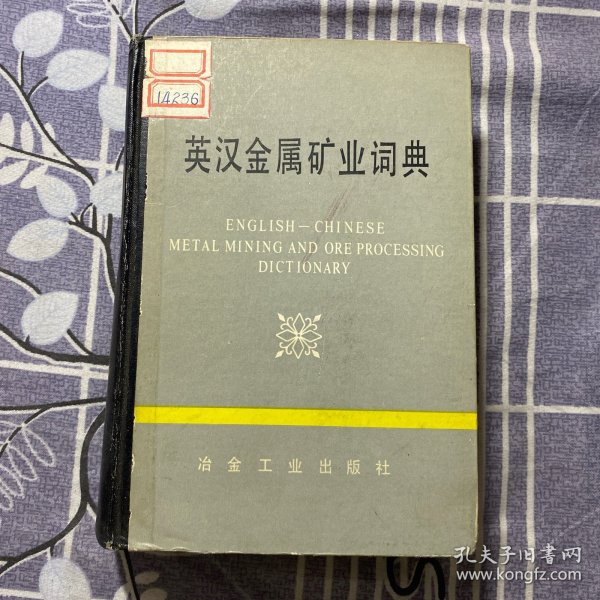 14236
英汉金属矿业词典
ENGLISH—CHINESE
METAL MINING AND ORE PROCESSING
DICTIONARY
冶金工业出版社
孔夫子旧书网
www.kongfz.com